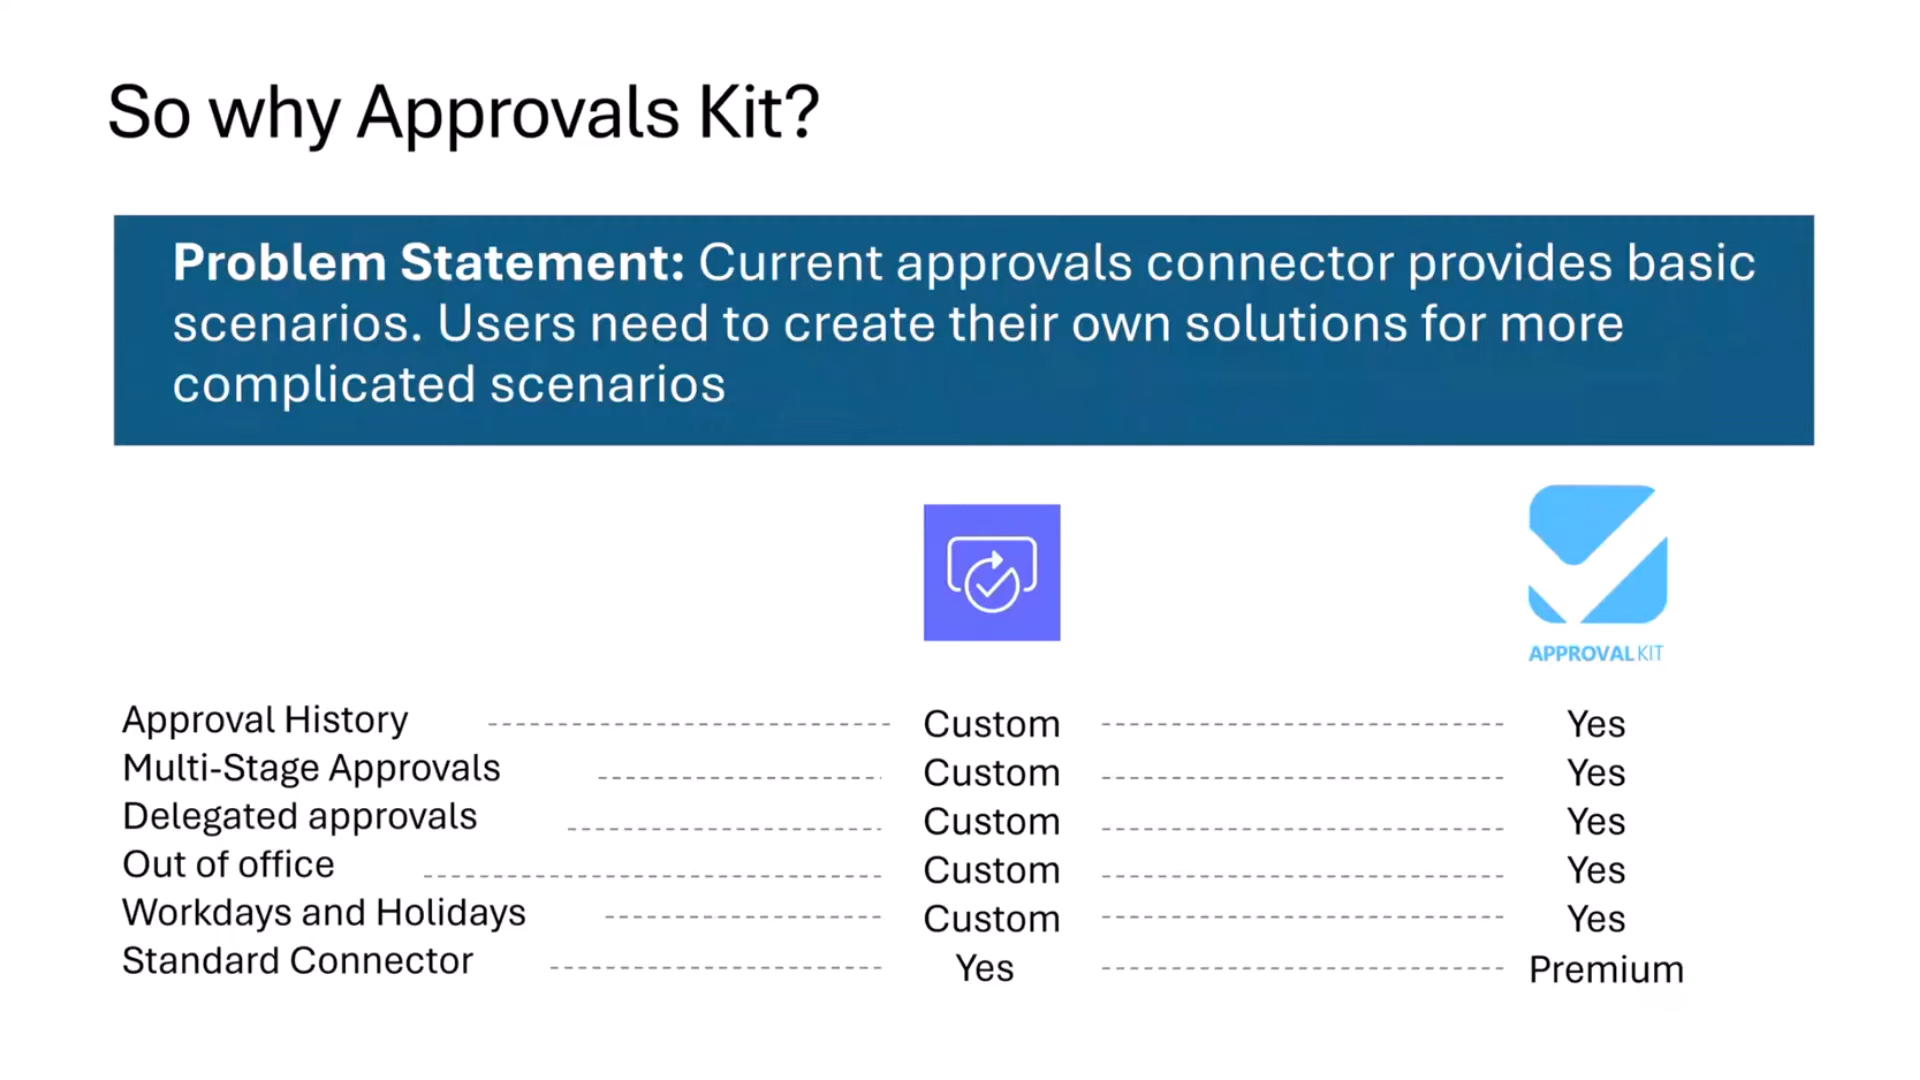 So why Approvals Kit?
Problem Statement: Current approvals connector provides basic
scenarios. Users need to create their own solutions for more
complicated scenarios
APPROVALKIT
Approval History Custom Yes
Multi-Stage Approvals Custom Yes
Delegated approvals Custom Yes
Out of office Custom Yes
Workdays and Holidays Custom Yes
Standard Connector Yes Premium